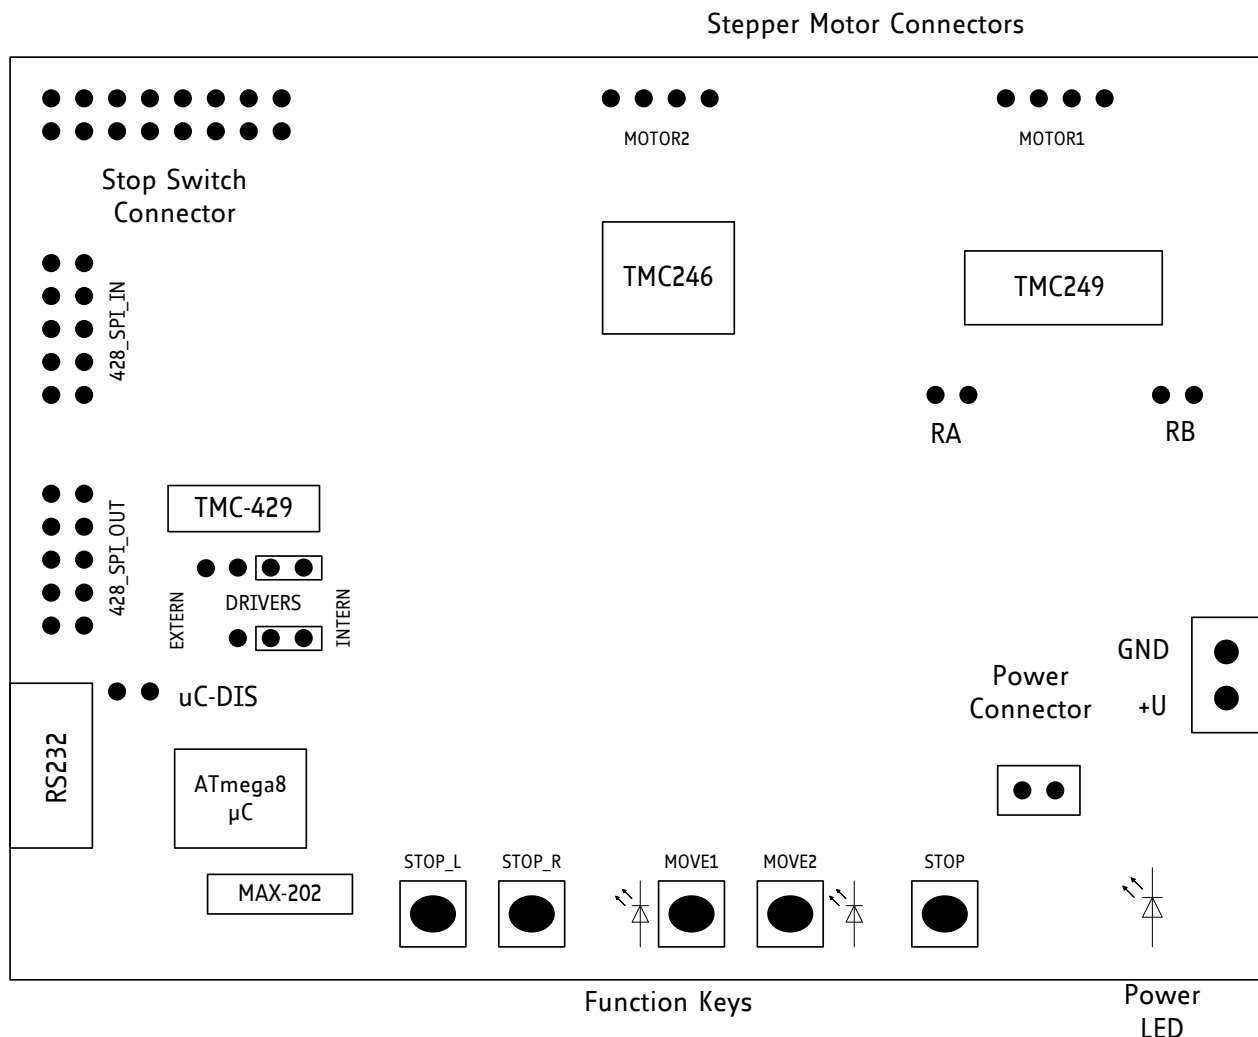 Stepper Motor Connectors
MOTOR2
MOTOR1
Stop Switch
Connector
TMC246
TMC249
428_SPI_IN
RA
RB
TMC-429
428_SPI_OUT
EXTERN
DRIVERS
INTERN
GND
+U
Power
Connector
uC-DIS
RS232
ATmega8
µC
MAX-202
STOP_L
STOP_R
MOVE1
MOVE2
STOP
Function Keys
Power
LED